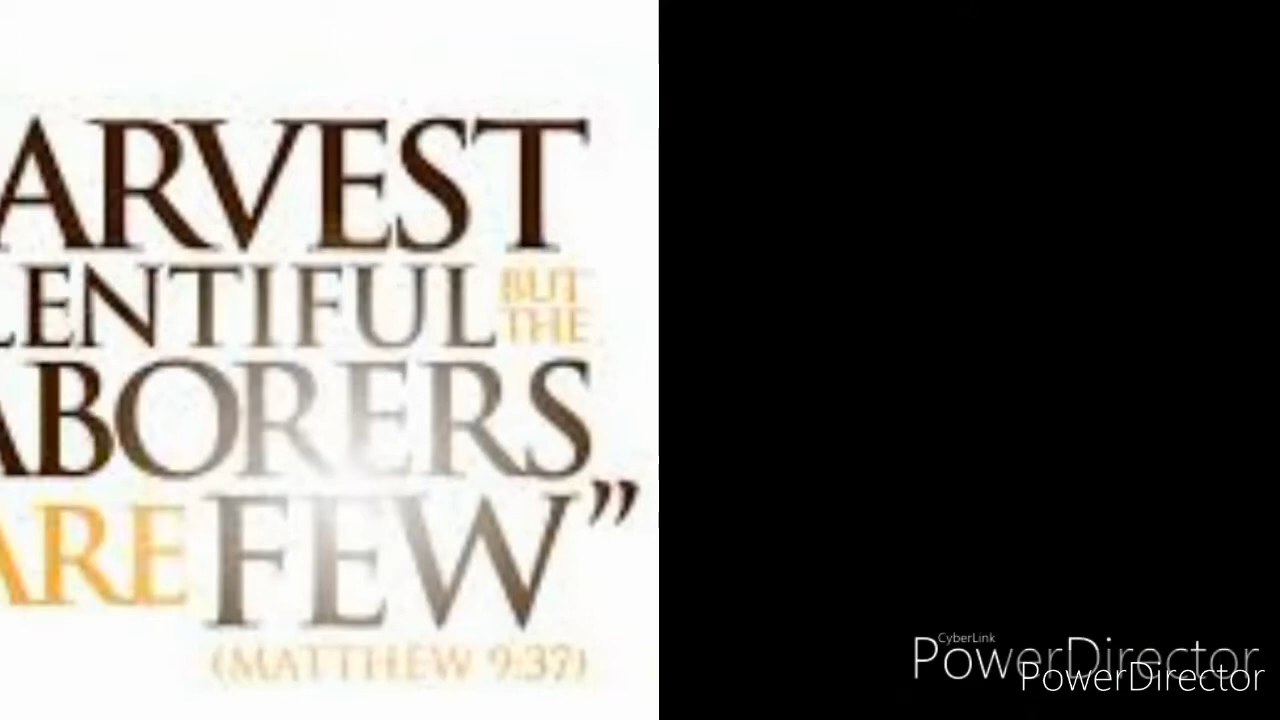 ARVEST
LENTIFUL BUT THE
ABORERS
ARE FEW”
(MATTHEW 9:37)
CyberLink
PowerDirector
PowerDirector